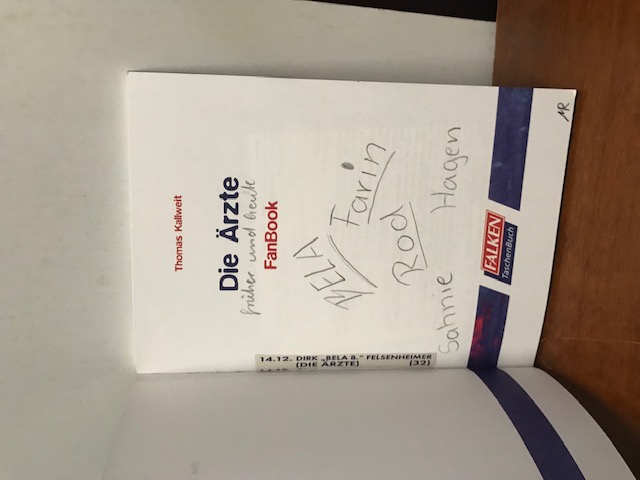 Thomas Kallweit
Die Ärzte
früher und heute
FanBook
BELA
Farin
Rod
Sahnie Hagen
14.12. DIRK „BELA B.“ FELSENHEIMER
(DIE ÄRZTE) (32)
FALKEN
TaschenBuch
MR